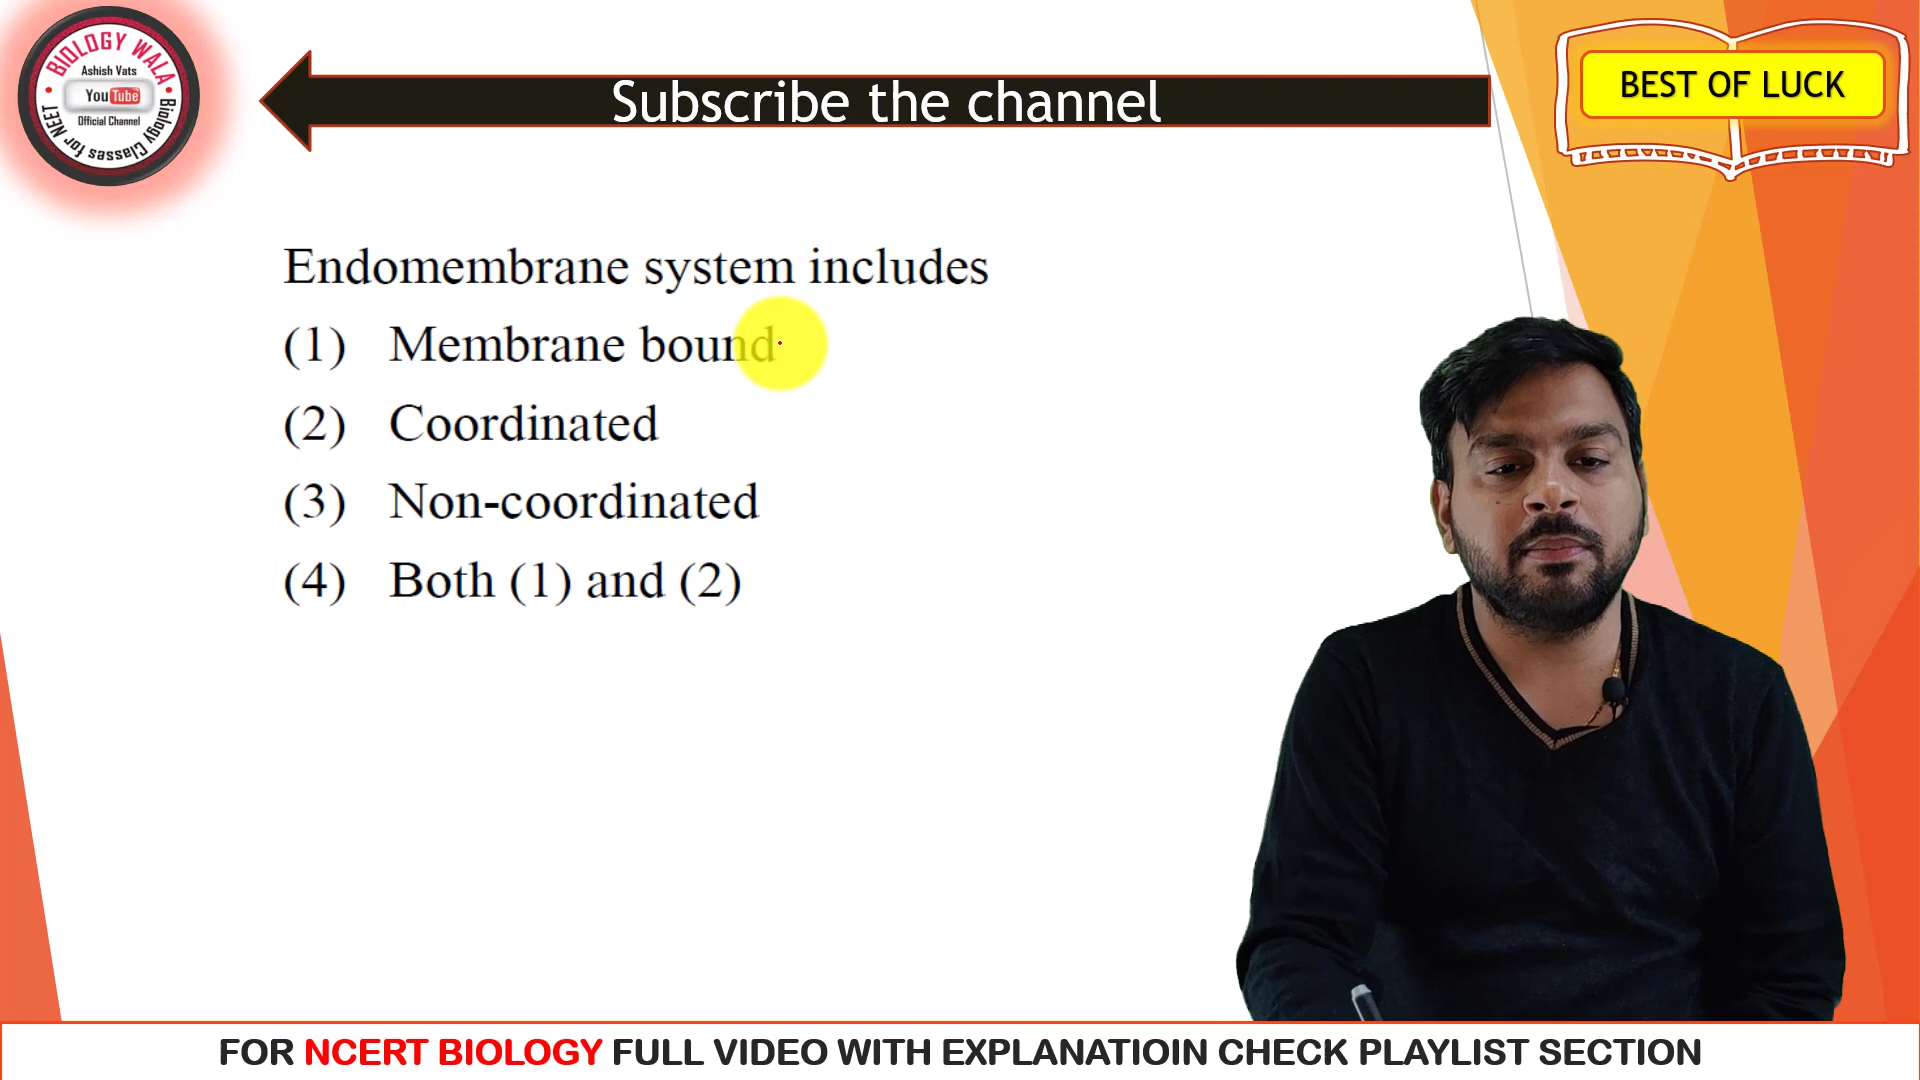 BIOLOGY WALA
Ashish Vats
YouTube
Official Channel
Biology Classes for NEET
Subscribe the channel
BEST OF LUCK
Endomembrane system includes
(1) Membrane bound
(2) Coordinated
(3) Non-coordinated
(4) Both (1) and (2)
FOR NCERT BIOLOGY FULL VIDEO WITH EXPLANATIOIN CHECK PLAYLIST SECTION